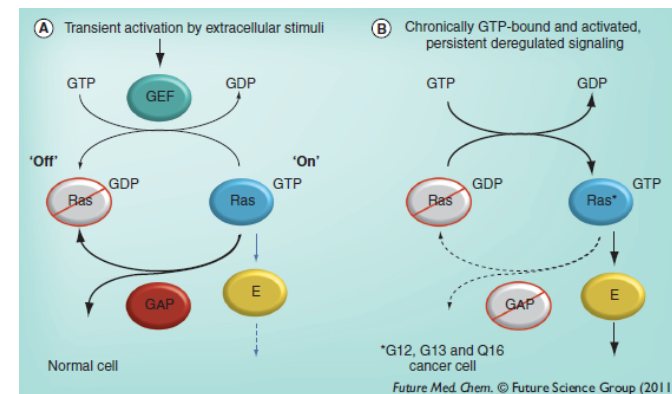 A Transient activation by extracellular stimuli
GTP
GDP
GEF
'Off'
'On'
GDP
GTP
Ras
Ras
GAP
E
Normal cell
B Chronically GTP-bound and activated,
persistent deregulated signaling
GTP
GDP
GDP
GTP
Ras
Ras*
GAP
E
*G12, G13 and Q16
cancer cell
Future Med. Chem. © Future Science Group (2011